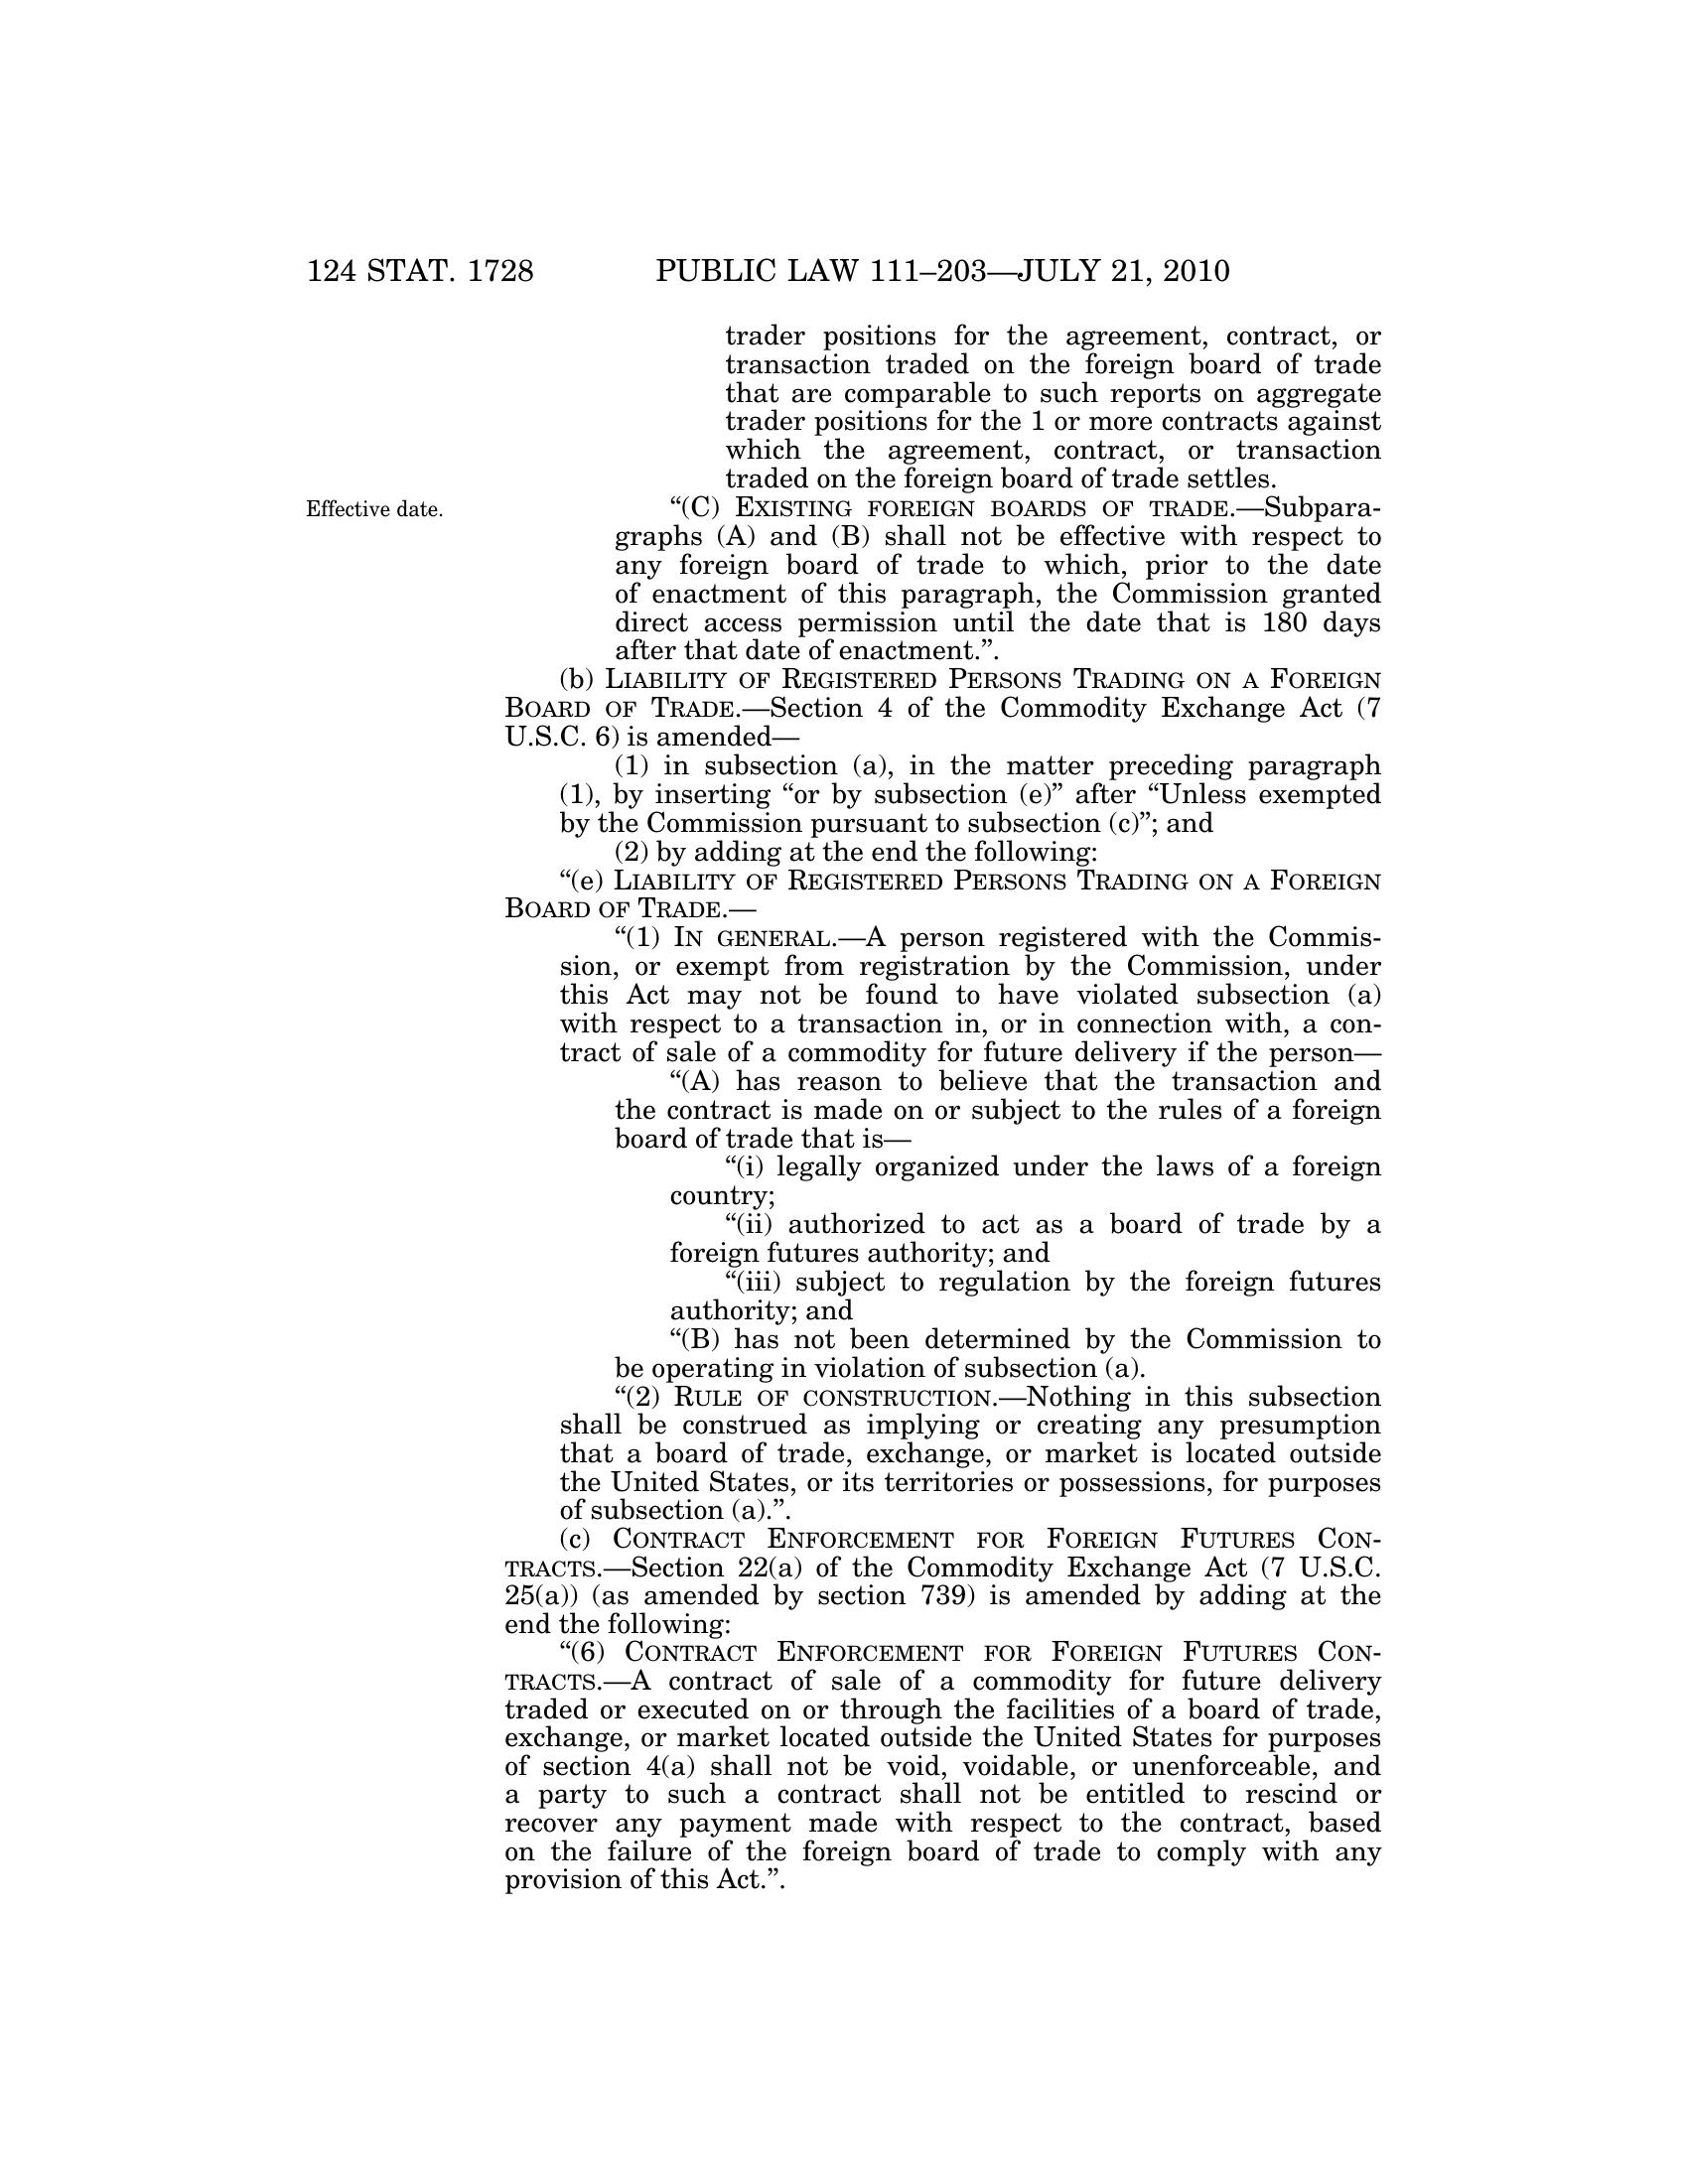 124 STAT. 1728 PUBLIC LAW 111–203—JULY 21, 2010
trader positions for the agreement, contract, or
transaction traded on the foreign board of trade
that are comparable to such reports on aggregate
trader positions for the 1 or more contracts against
which the agreement, contract, or transaction
traded on the foreign board of trade settles.
Effective date.
“(C) EXISTING FOREIGN BOARDS OF TRADE.—Subpara-
graphs (A) and (B) shall not be effective with respect to
any foreign board of trade to which, prior to the date
of enactment of this paragraph, the Commission granted
direct access permission until the date that is 180 days
after that date of enactment.”.
(b) LIABILITY OF REGISTERED PERSONS TRADING ON A FOREIGN
BOARD OF TRADE.—Section 4 of the Commodity Exchange Act (7
U.S.C. 6) is amended—
(1) in subsection (a), in the matter preceding paragraph
(1), by inserting “or by subsection (e)” after “Unless exempted
by the Commission pursuant to subsection (c)”; and
(2) by adding at the end the following:
“(e) LIABILITY OF REGISTERED PERSONS TRADING ON A FOREIGN
BOARD OF TRADE.—
“(1) IN GENERAL.—A person registered with the Commis-
sion, or exempt from registration by the Commission, under
this Act may not be found to have violated subsection (a)
with respect to a transaction in, or in connection with, a con-
tract of sale of a commodity for future delivery if the person—
“(A) has reason to believe that the transaction and
the contract is made on or subject to the rules of a foreign
board of trade that is—
“(i) legally organized under the laws of a foreign
country;
“(ii) authorized to act as a board of trade by a
foreign futures authority; and
“(iii) subject to regulation by the foreign futures
authority; and
“(B) has not been determined by the Commission to
be operating in violation of subsection (a).
“(2) RULE OF CONSTRUCTION.—Nothing in this subsection
shall be construed as implying or creating any presumption
that a board of trade, exchange, or market is located outside
the United States, or its territories or possessions, for purposes
of subsection (a).”.
(c) CONTRACT ENFORCEMENT FOR FOREIGN FUTURES CON-
TRACTS.—Section 22(a) of the Commodity Exchange Act (7 U.S.C.
25(a)) (as amended by section 739) is amended by adding at the
end the following:
“(6) CONTRACT ENFORCEMENT FOR FOREIGN FUTURES CON-
TRACTS.—A contract of sale of a commodity for future delivery
traded or executed on or through the facilities of a board of trade,
exchange, or market located outside the United States for purposes
of section 4(a) shall not be void, voidable, or unenforceable, and
a party to such a contract shall not be entitled to rescind or
recover any payment made with respect to the contract, based
on the failure of the foreign board of trade to comply with any
provision of this Act.”.